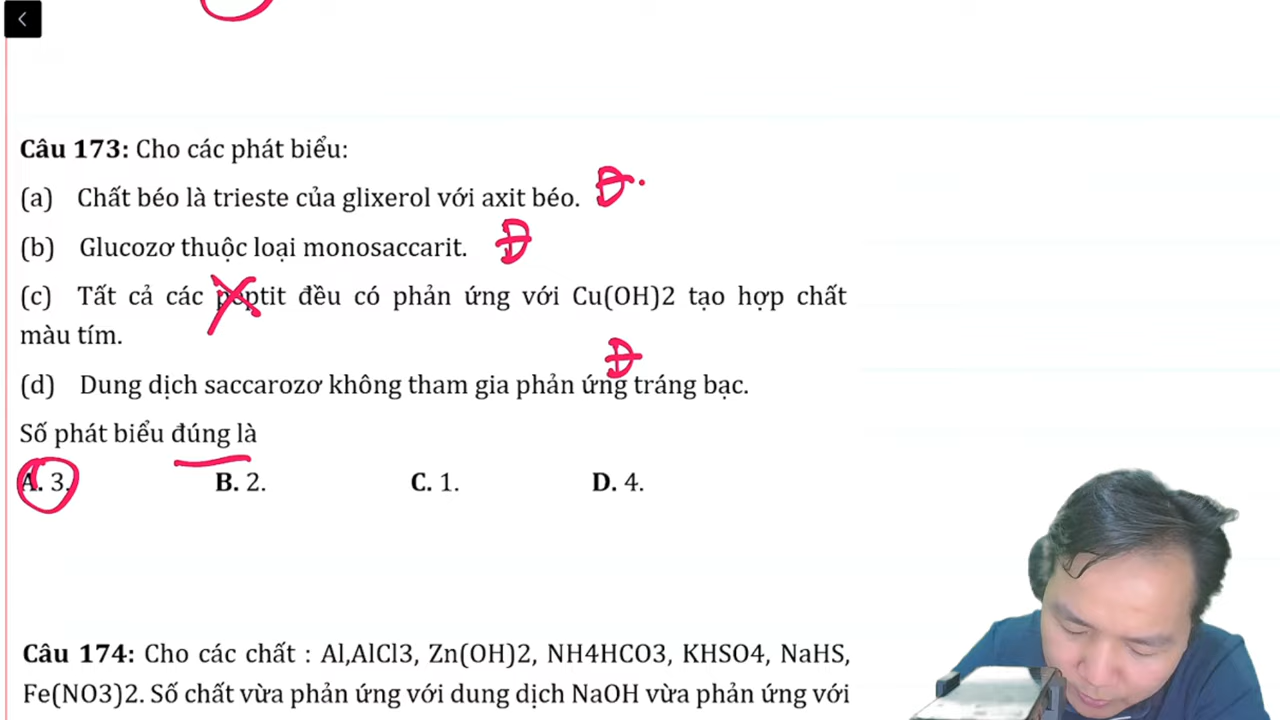 Câu 173: Cho các phát biểu:
(a) Chất béo là trieste của glixerol với axit béo. Đ.
(b) Glucozơ thuộc loại monosaccarit. Đ
(c) Tất cả các peptit đều có phản ứng với Cu(OH)2 tạo hợp chất
màu tím.
(d) Dung dịch saccarozơ không tham gia phản ứng tráng bạc. Đ
Số phát biểu đúng là
A. 3. B. 2. C. 1. D. 4.
Câu 174: Cho các chất : Al,AlCl3, Zn(OH)2, NH4HCO3, KHSO4, NaHS,
Fe(NO3)2. Số chất vừa phản ứng với dung dịch NaOH vừa phản ứng với